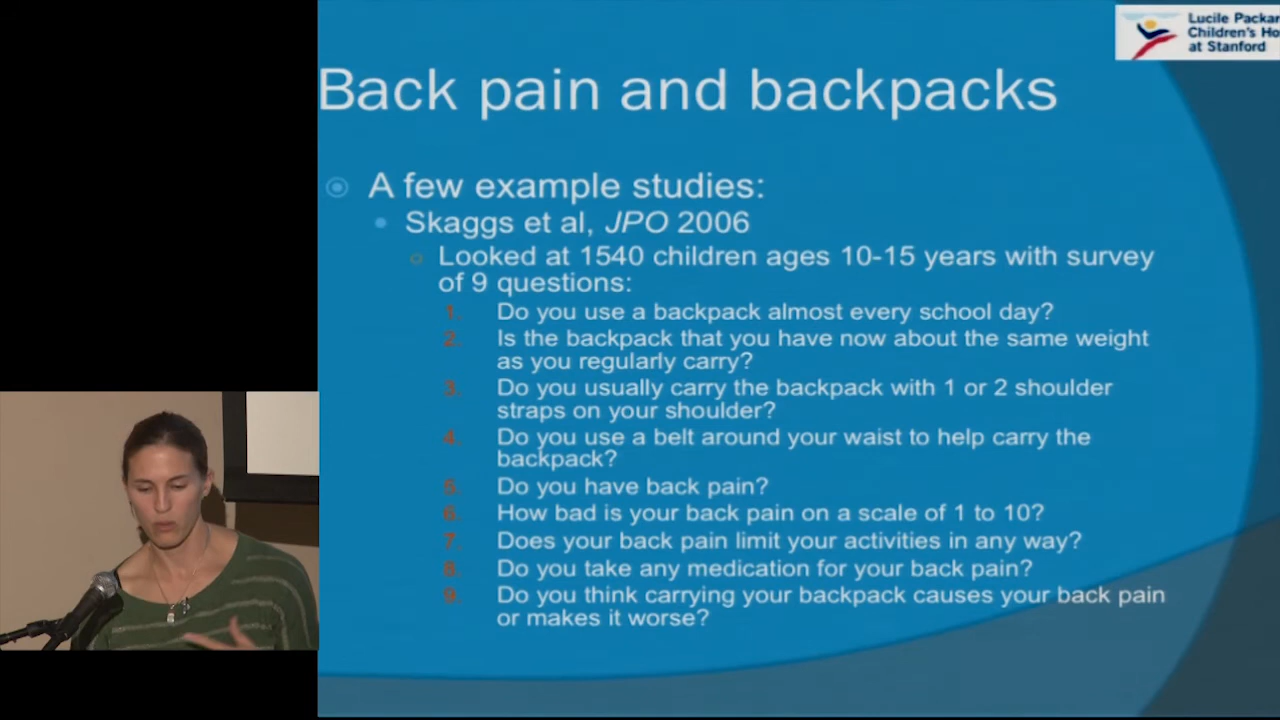 Lucile Packar
Children's Ho
at Stanford
Back pain and backpacks
A few example studies:
Skaggs et al, JPO 2006
Looked at 1540 children ages 10-15 years with survey
of 9 questions:
1. Do you use a backpack almost every school day?
2. Is the backpack that you have now about the same weight
as you regularly carry?
3. Do you usually carry the backpack with 1 or 2 shoulder
straps on your shoulder?
4. Do you use a belt around your waist to help carry the
backpack?
5. Do you have back pain?
6. How bad is your back pain on a scale of 1 to 10?
7. Does your back pain limit your activities in any way?
8. Do you take any medication for your back pain?
9. Do you think carrying your backpack causes your back pain
or makes it worse?